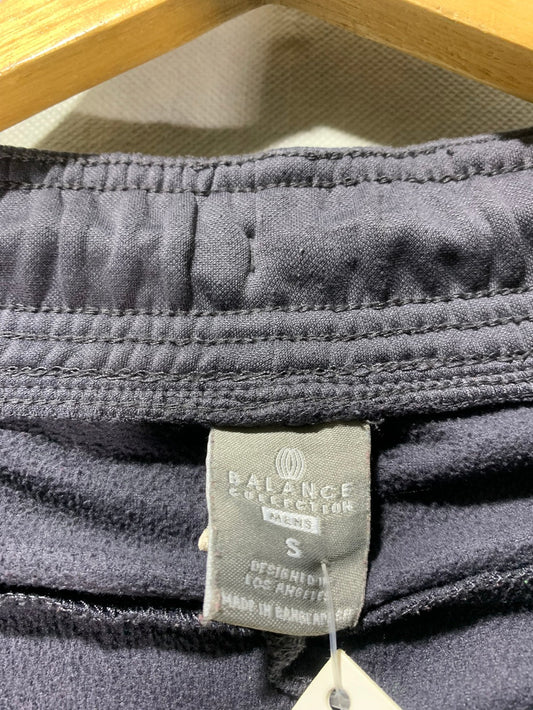 BALANCE
COLLECTION
MENS
S
DESIGNED IN
LOS ANGELES
MADE IN BANGLADESH